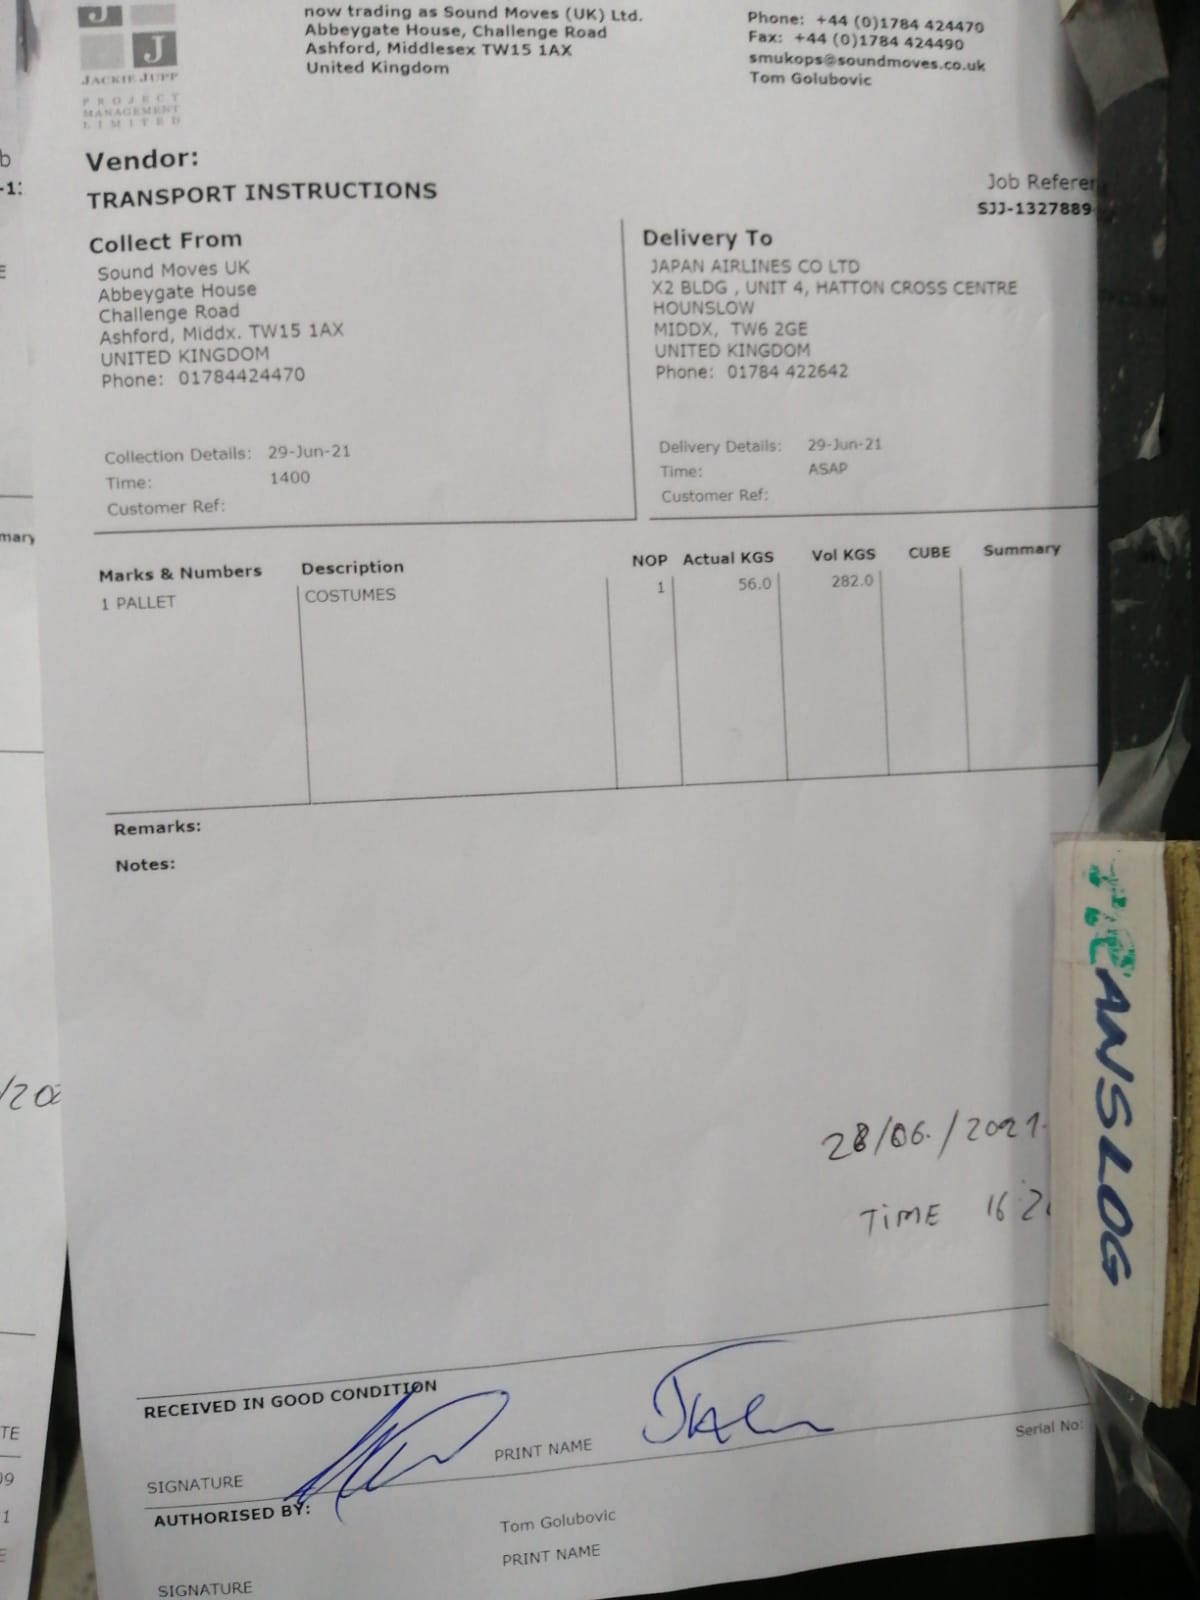 J
J
JACKIE JUPP
PROJECT
MANAGEMENT
LIMITED
now trading as Sound Moves (UK) Ltd.
Abbeygate House, Challenge Road
Ashford, Middlesex TW15 1AX
United Kingdom
Phone: +44 (0)1784 424470
Fax: +44 (0)1784 424490
smukops@soundmoves.co.uk
Tom Golubovic
Vendor:
TRANSPORT INSTRUCTIONS
Job Refere
SJJ-1327889
Collect From
Sound Moves UK
Abbeygate House
Challenge Road
Ashford, Middx. TW15 1AX
UNITED KINGDOM
Phone: 01784424470
Collection Details: 29-Jun-21
Time: 1400
Customer Ref:
Delivery To
JAPAN AIRLINES CO LTD
X2 BLDG , UNIT 4, HATTON CROSS CENTRE
HOUNSLOW
MIDDX, TW6 2GE
UNITED KINGDOM
Phone: 01784 422642
Delivery Details: 29-Jun-21
Time: ASAP
Customer Ref:
Marks & Numbers Description NOP Actual KGS Vol KGS CUBE Summary
1 PALLET COSTUMES 1 56.0 282.0
Remarks:
Notes:
28/06./2021.
TIME 16:2
TRANSLOG
RECEIVED IN GOOD CONDITION
SIGNATURE
PRINT NAME
Serial No:
AUTHORISED BY:
Tom Golubovic
PRINT NAME
SIGNATURE